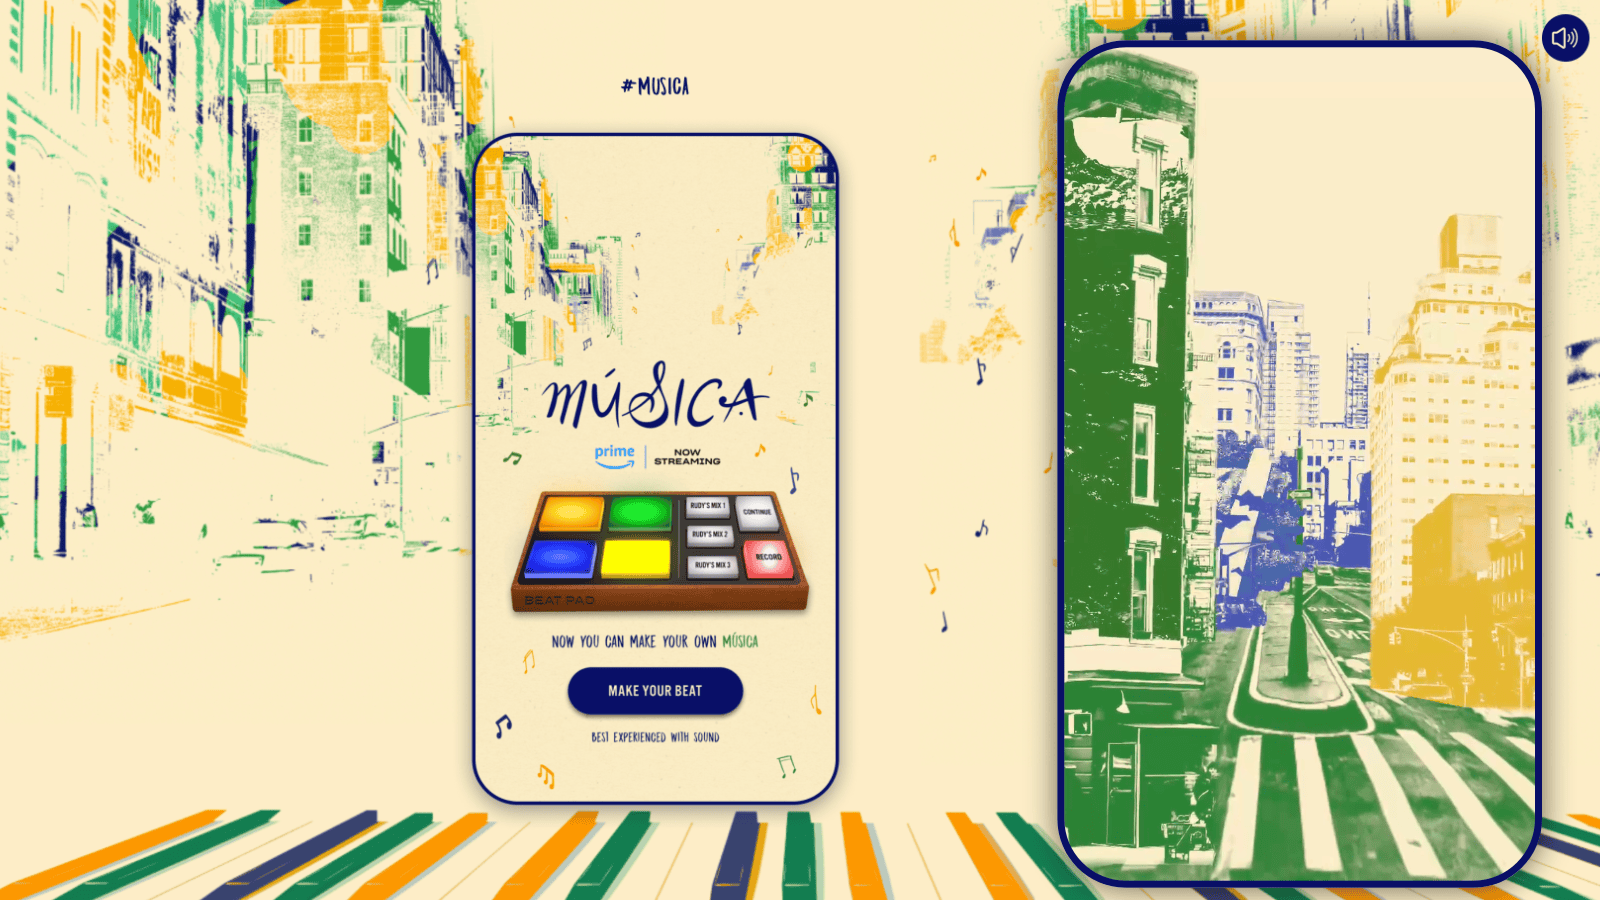 #MUSICA
MÚSICA
prime
NOW
STREAMING
RUDY'S MIX 1
CONTINUE
RUDY'S MIX 2
RUDY'S MIX 3
RECORD
BEAT PAD
NOW YOU CAN MAKE YOUR OWN MÚSICA
MAKE YOUR BEAT
BEST EXPERIENCED WITH SOUND